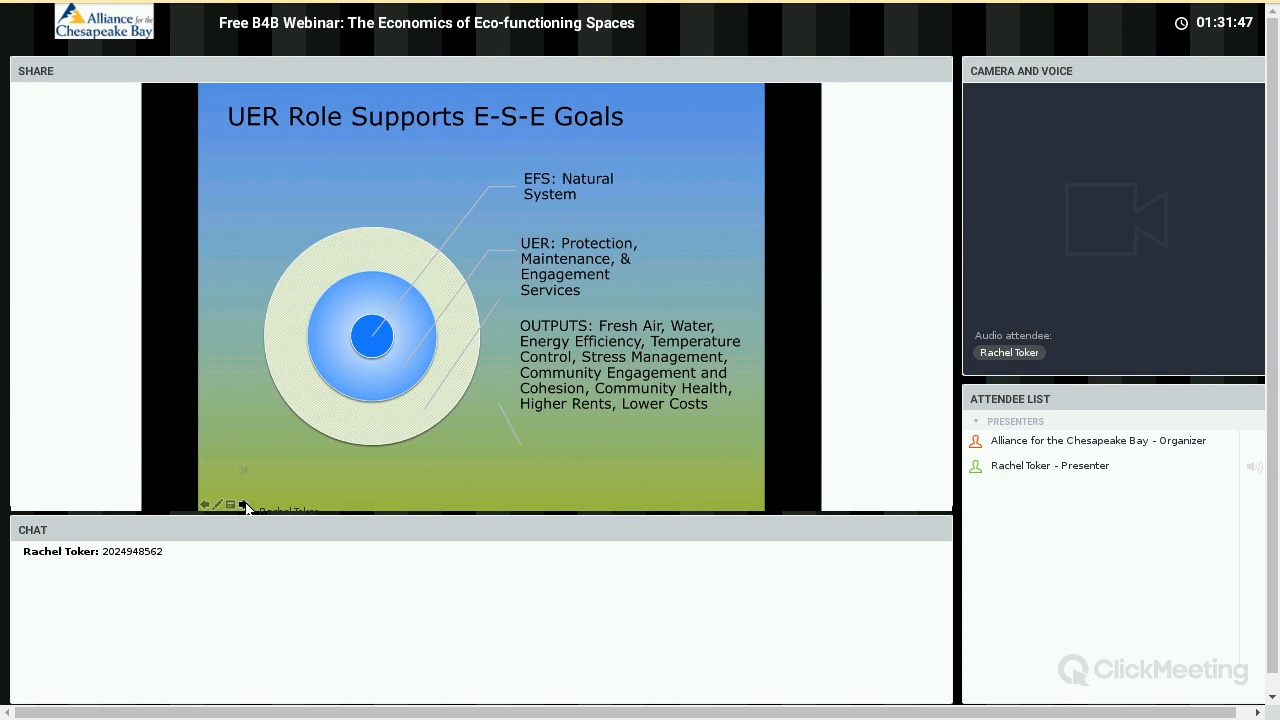 Alliance for the
Chesapeake Bay
Free B4B Webinar: The Economics of Eco-functioning Spaces
01:31:47
SHARE
UER Role Supports E-S-E Goals
EFS: Natural
System
UER: Protection,
Maintenance, &
Engagement
Services
OUTPUTS: Fresh Air, Water,
Energy Efficiency, Temperature
Control, Stress Management,
Community Engagement and
Cohesion, Community Health,
Higher Rents, Lower Costs
34
Rachel Toker
CAMERA AND VOICE
Audio attendee:
Rachel Toker
ATTENDEE LIST
PRESENTERS
Alliance for the Chesapeake Bay - Organizer
Rachel Toker - Presenter
CHAT
Rachel Toker: 2024948562
ClickMeeting